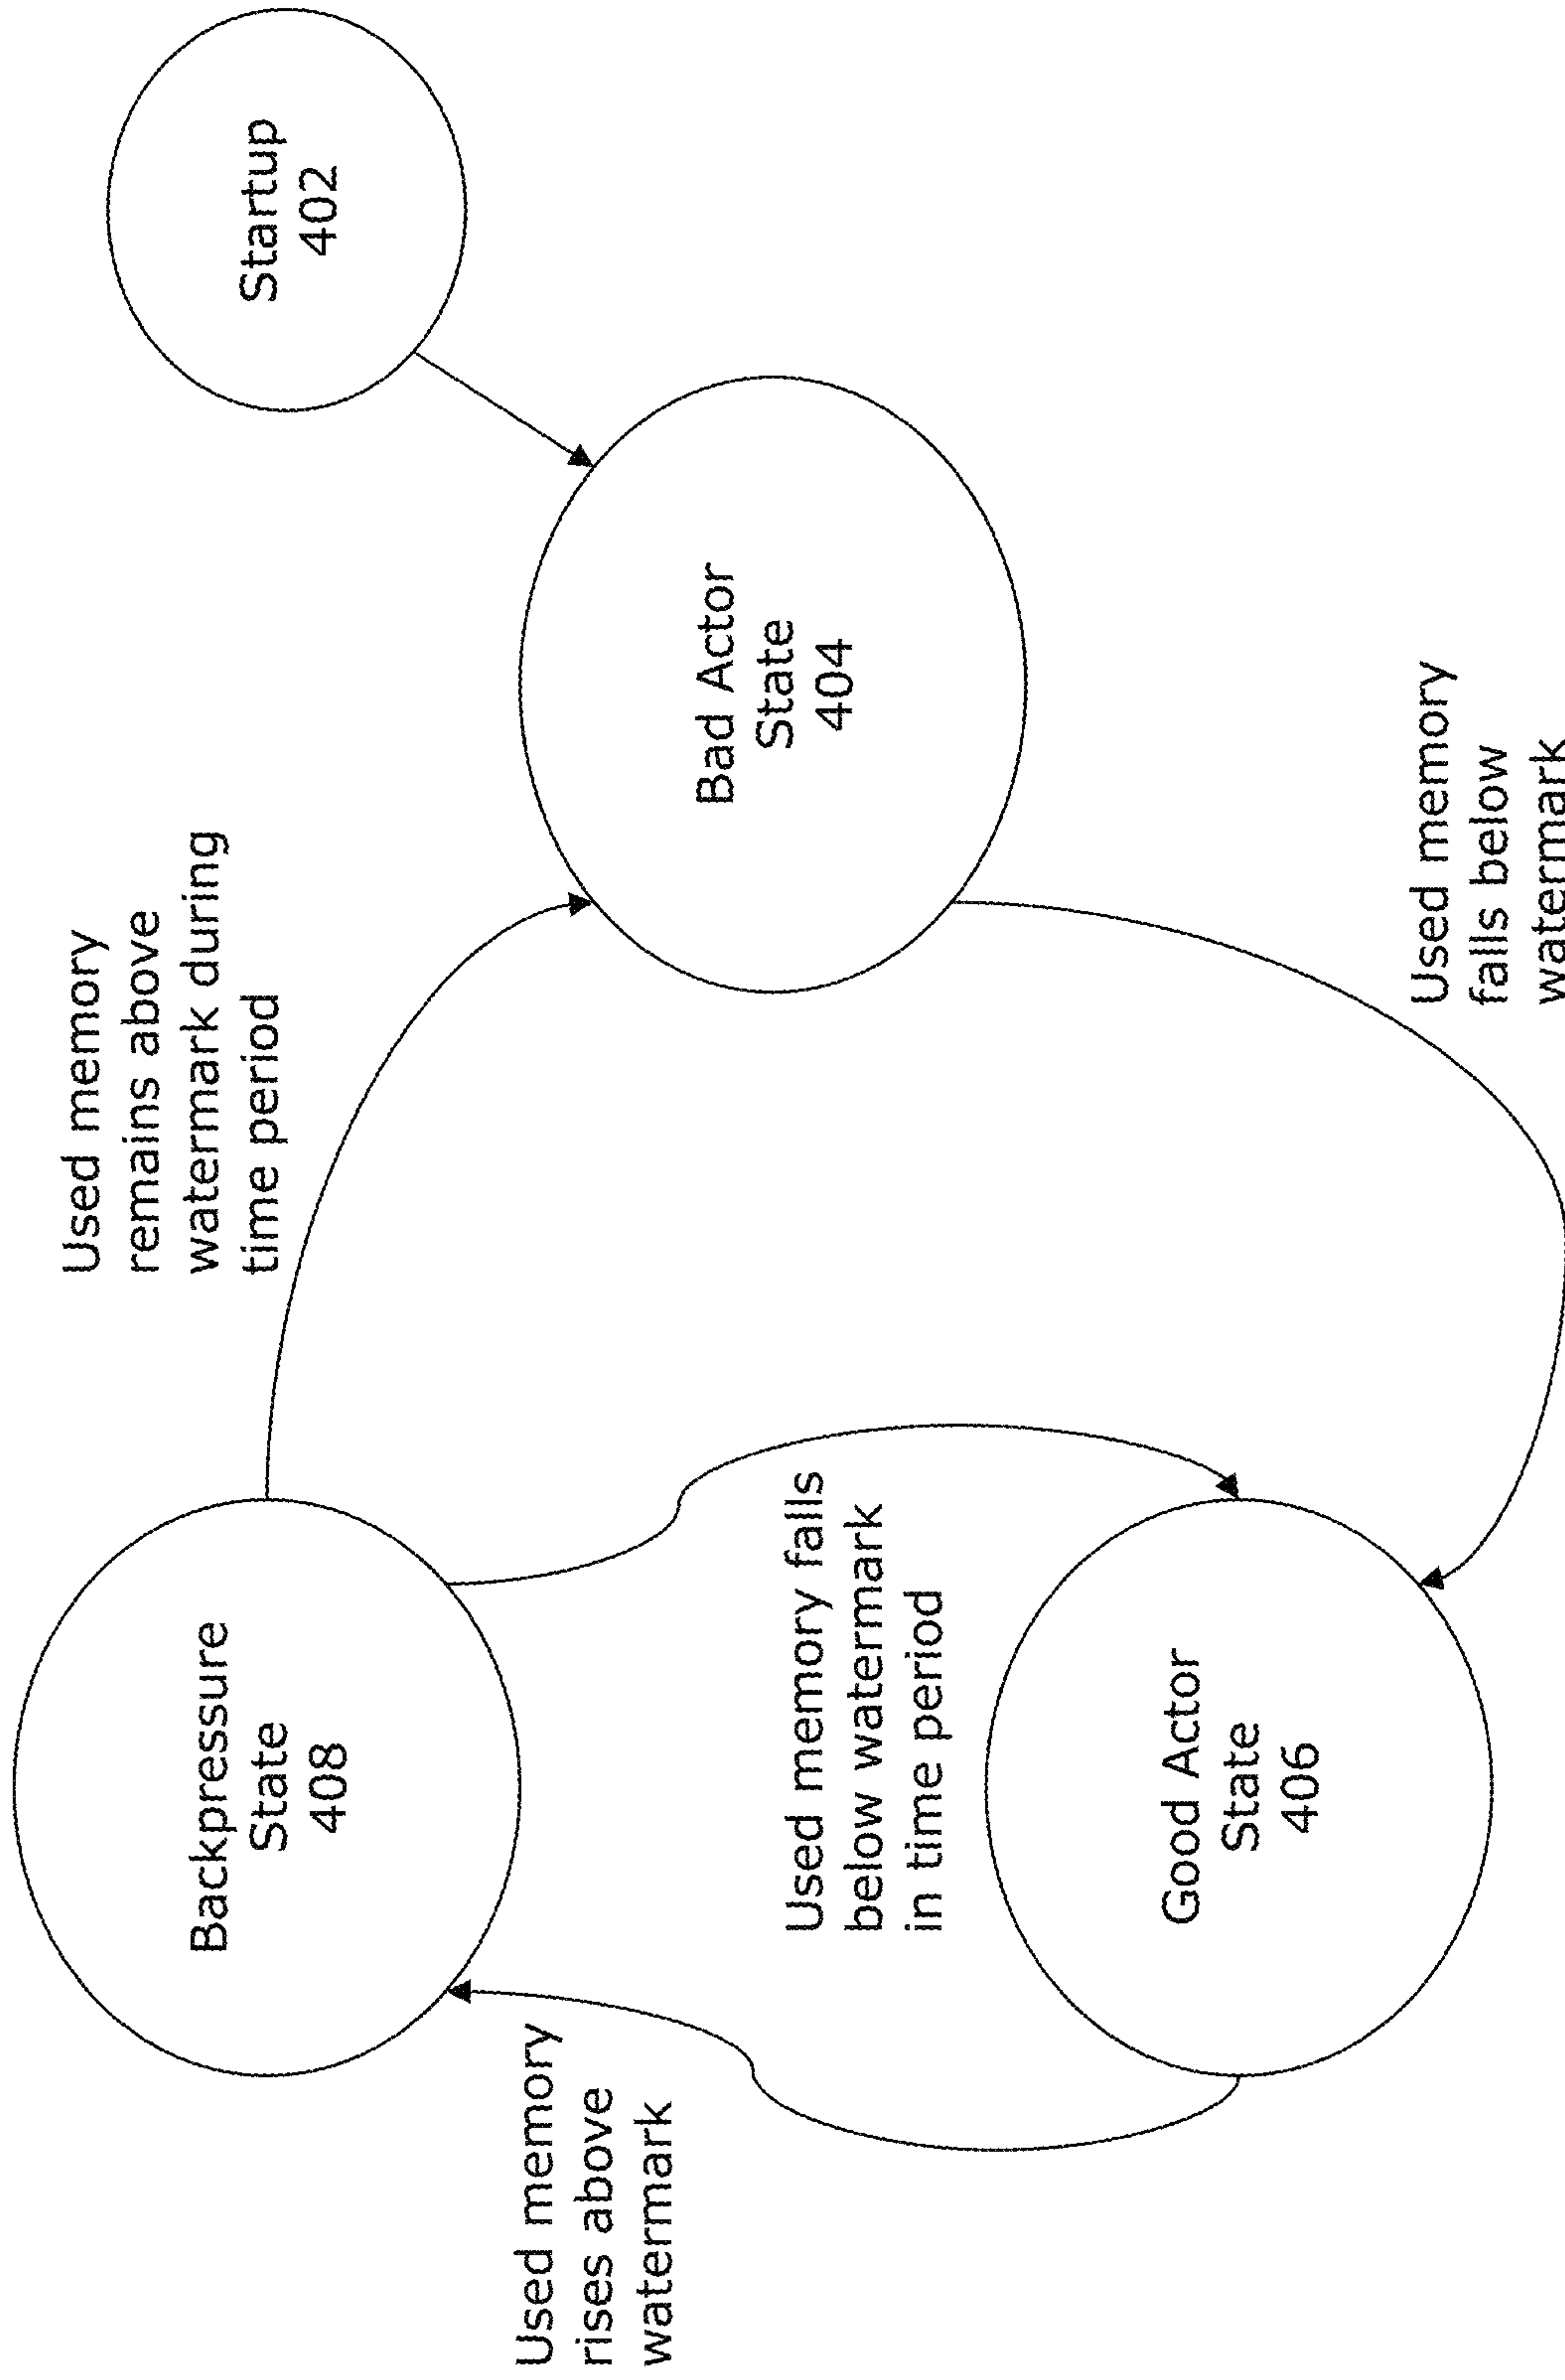 Startup
402
Used memory
remains above
watermark during
time period
Bad Actor
State
404
Used memory
falls below
watermark
Backpressure
State
408
Used memory falls
below watermark
in time period
Good Actor
State
406
Used memory
rises above
watermark